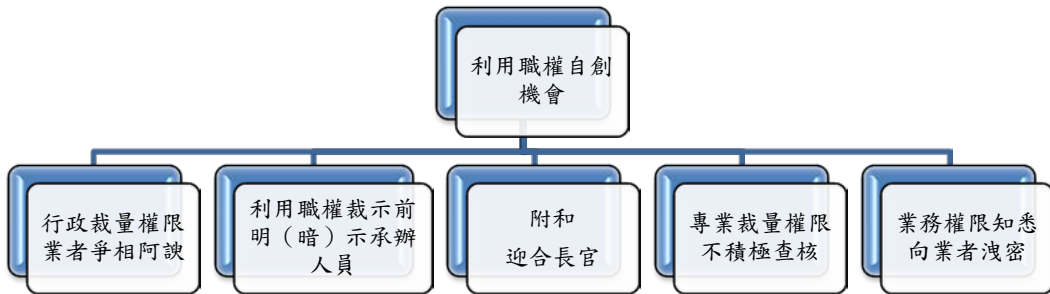 利用職權自創
機會
行政裁量權限
業者爭相阿諛
利用職權裁示前
明（暗）示承辦
人員
附和
迎合長官
專業裁量權限
不積極查核
業務權限知悉
向業者洩密